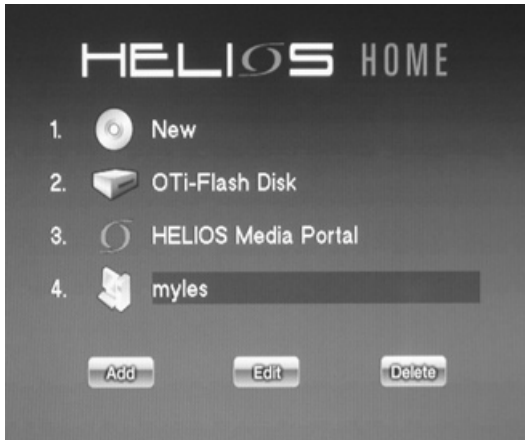 HELIOS HOME
1. New
2. OTi-Flash Disk
3. HELIOS Media Portal
4. myles
Add Edit Delete